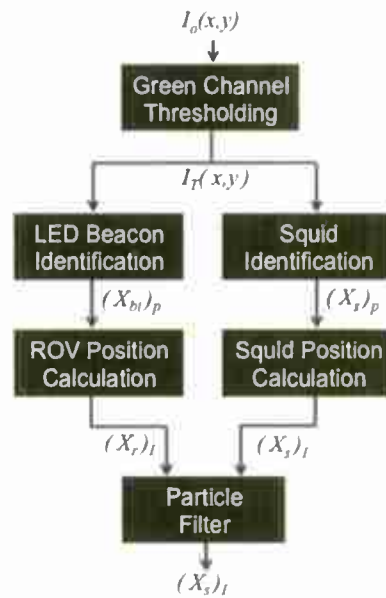 I_o(x,y)
Green Channel
Thresholding
I_T(x,y)
LED Beacon
Identification
Squid
Identification
(X_bl)_p
(X_s)_p
ROV Position
Calculation
Squid Position
Calculation
(X_r)_I
(X_s)_I
Particle
Filter
(X_s)_I